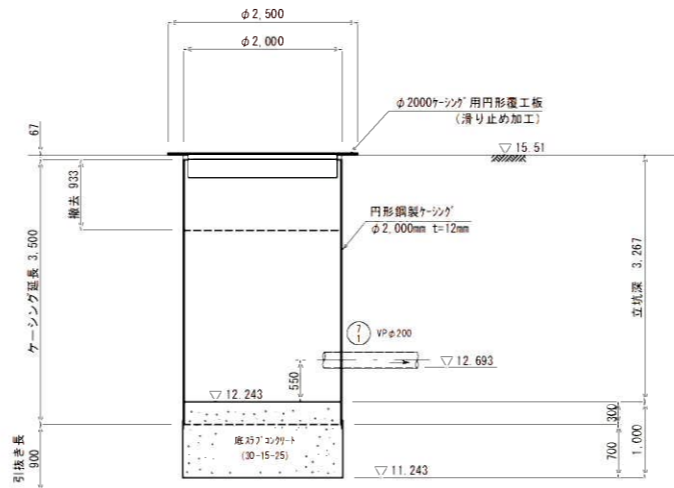 φ2,500
φ2,000
φ2000ケーシング用円形覆工板
(滑り止め加工)
67
▽15.51
撤去 933
円形鋼製ケーシング
φ2,000mm t=12mm
ケーシング延長 3,500
立坑深 3,267
7
1
VPφ200
▽12.693
550
▽12.243
300
底スラブコンクリート
(30-15-25)
700
1,000
引抜き長
900
▽11.243